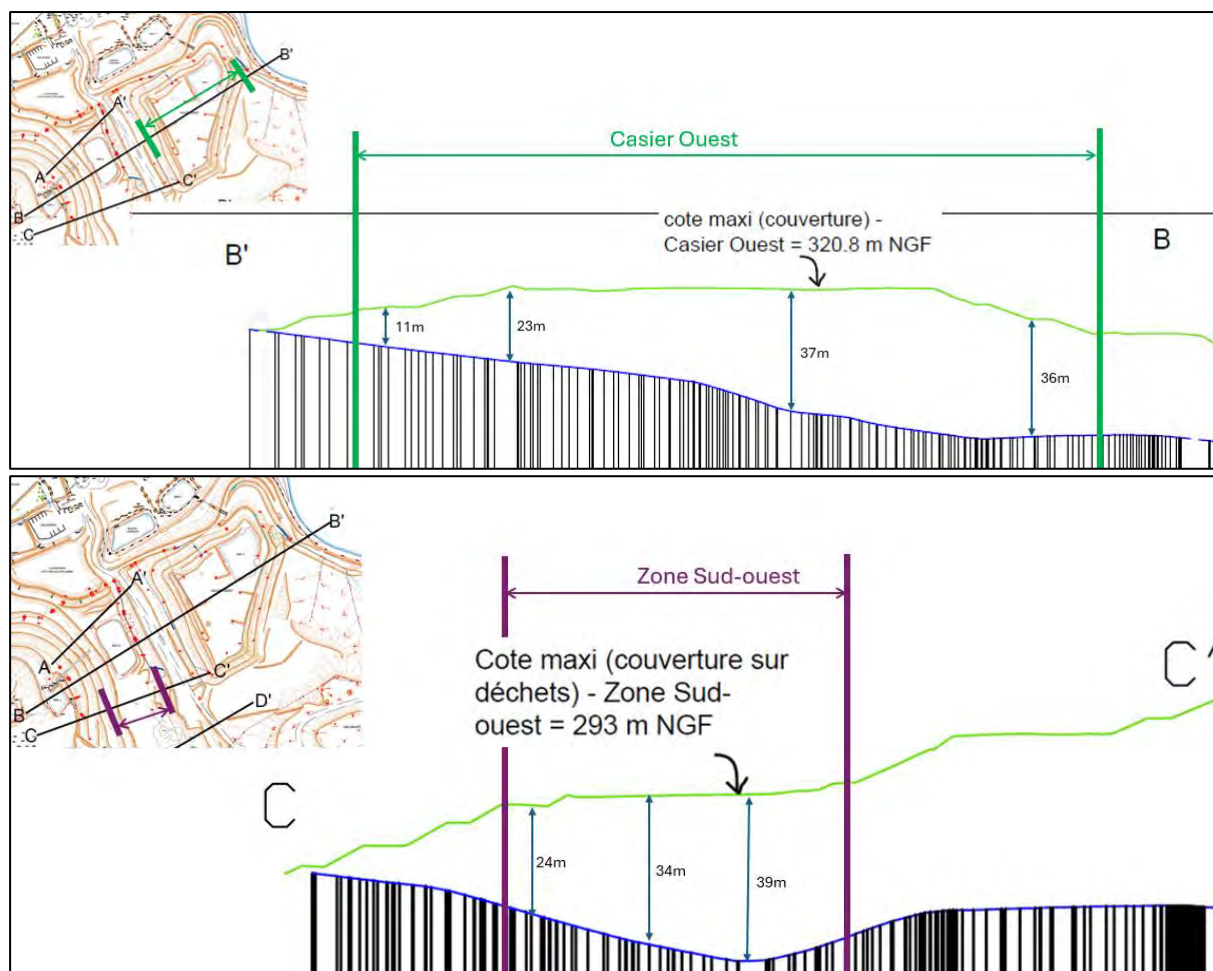 B'
A'
A
C'
B
C
Casier Ouest
cote maxi (couverture) -
Casier Ouest = 320.8 m NGF
B'
B
11m
23m
37m
36m
B'
A'
A
C'
D'
B
C
Zone Sud-ouest
Cote maxi (couverture sur
déchets) - Zone Sud-
ouest = 293 m NGF
C
C'
24m
34m
39m